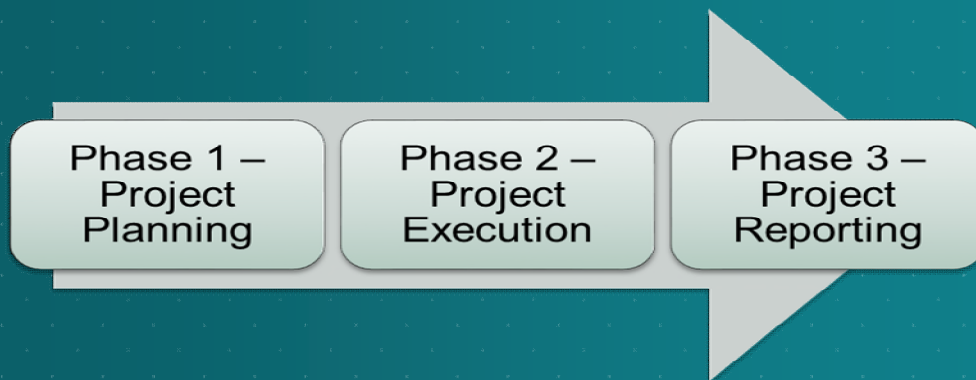 Phase 1 –
Project
Planning
Phase 2 –
Project
Execution
Phase 3 –
Project
Reporting